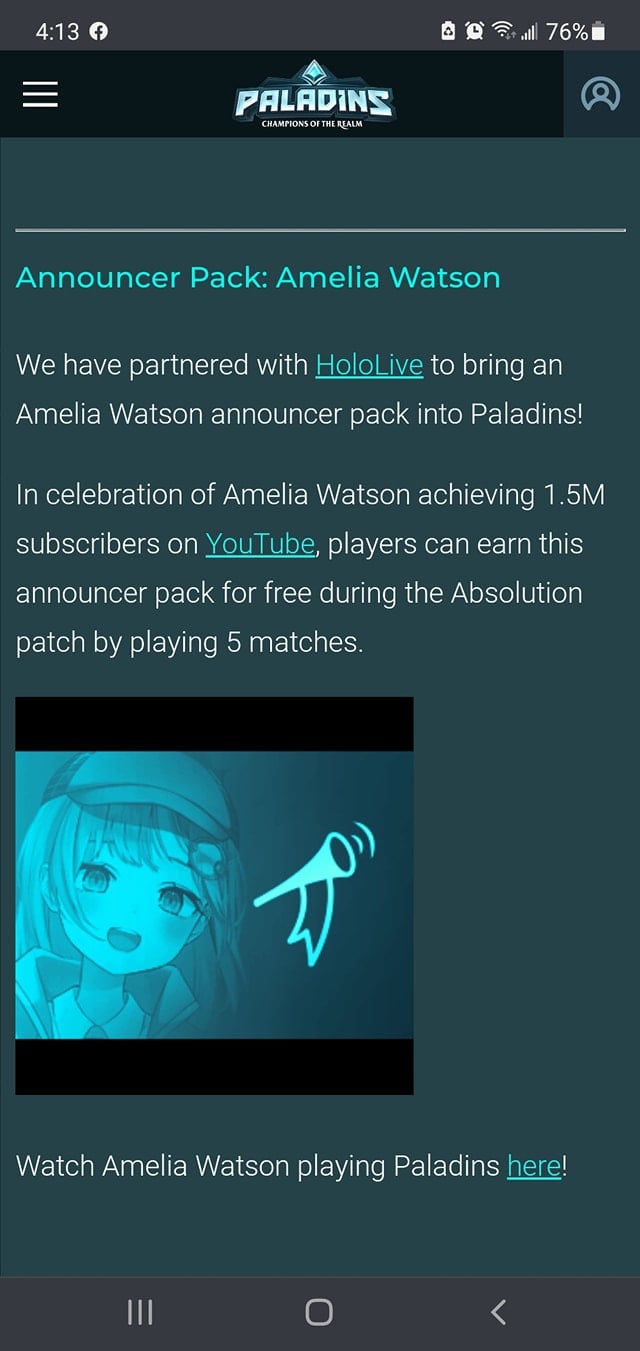 4:13
76%
PALADINS
CHAMPIONS OF THE REALM
Announcer Pack: Amelia Watson
We have partnered with HoloLive to bring an
Amelia Watson announcer pack into Paladins!
In celebration of Amelia Watson achieving 1.5M
subscribers on YouTube, players can earn this
announcer pack for free during the Absolution
patch by playing 5 matches.
Watch Amelia Watson playing Paladins here!